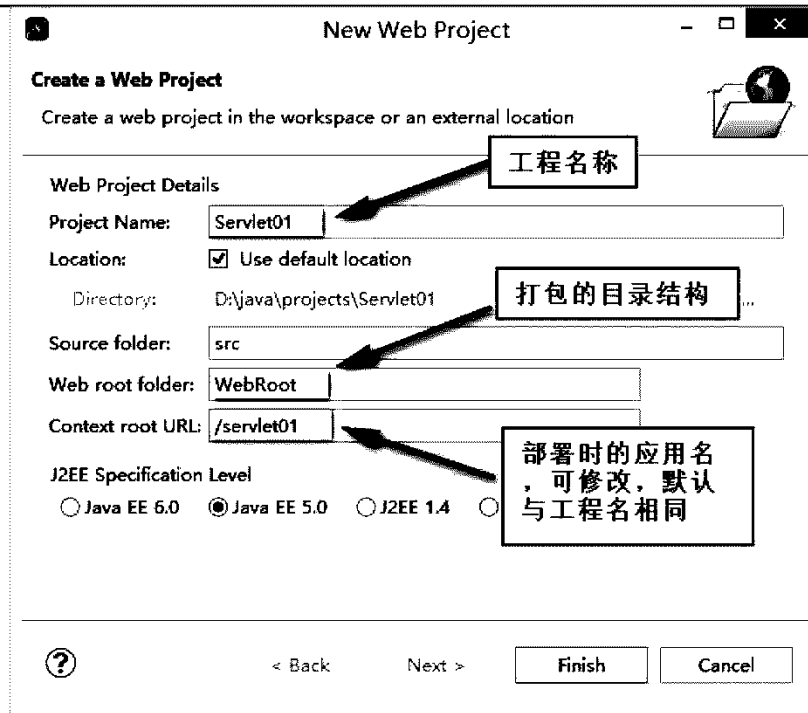 New Web Project
Create a Web Project
Create a web project in the workspace or an external location
工程名称
Web Project Details
Project Name: Servlet01
Location: Use default location
Directory: D:\java\projects\Servlet01
打包的目录结构
...
Source folder: src
Web root folder: WebRoot
Context root URL: /servlet01
部署时的应用名
,可修改,默认
与工程名相同
J2EE Specification Level
Java EE 6.0 Java EE 5.0 J2EE 1.4
? < Back Next > Finish Cancel